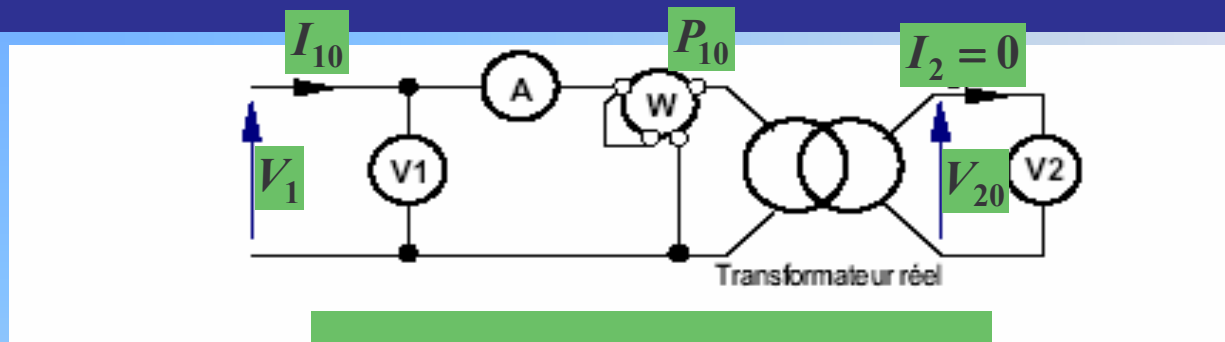 I₁₀
P₁₀
I₂ = 0
A
W
V₁
V1
V₂₀
V2
Transformateur réel